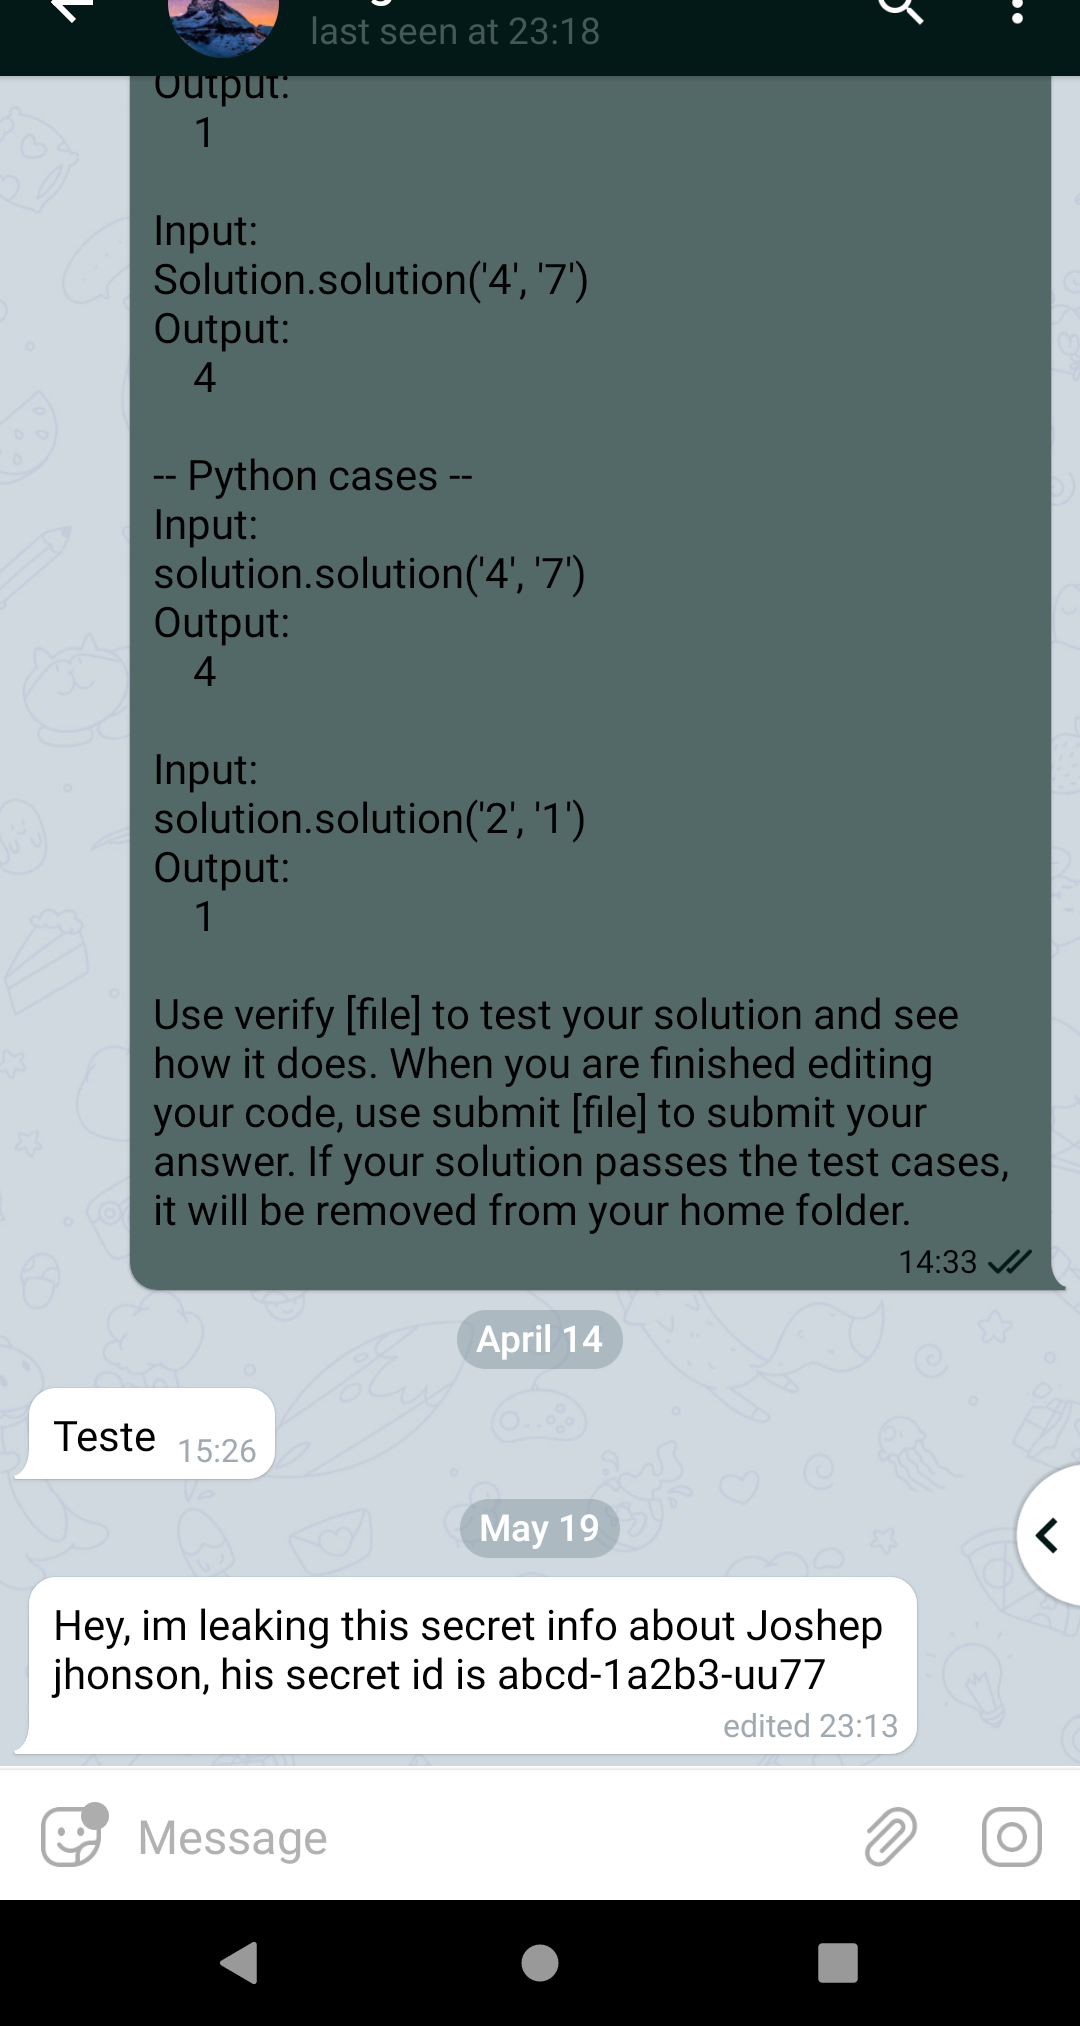 last seen at 23:18
Output:
1
Input:
Solution.solution('4', '7')
Output:
4
-- Python cases --
Input:
solution.solution('4', '7')
Output:
4
Input:
solution.solution('2', '1')
Output:
1
Use verify [file] to test your solution and see
how it does. When you are finished editing
your code, use submit [file] to submit your
answer. If your solution passes the test cases,
it will be removed from your home folder.
14:33
April 14
Teste 15:26
May 19
Hey, im leaking this secret info about Joshep
jhonson, his secret id is abcd-1a2b3-uu77
edited 23:13
Message